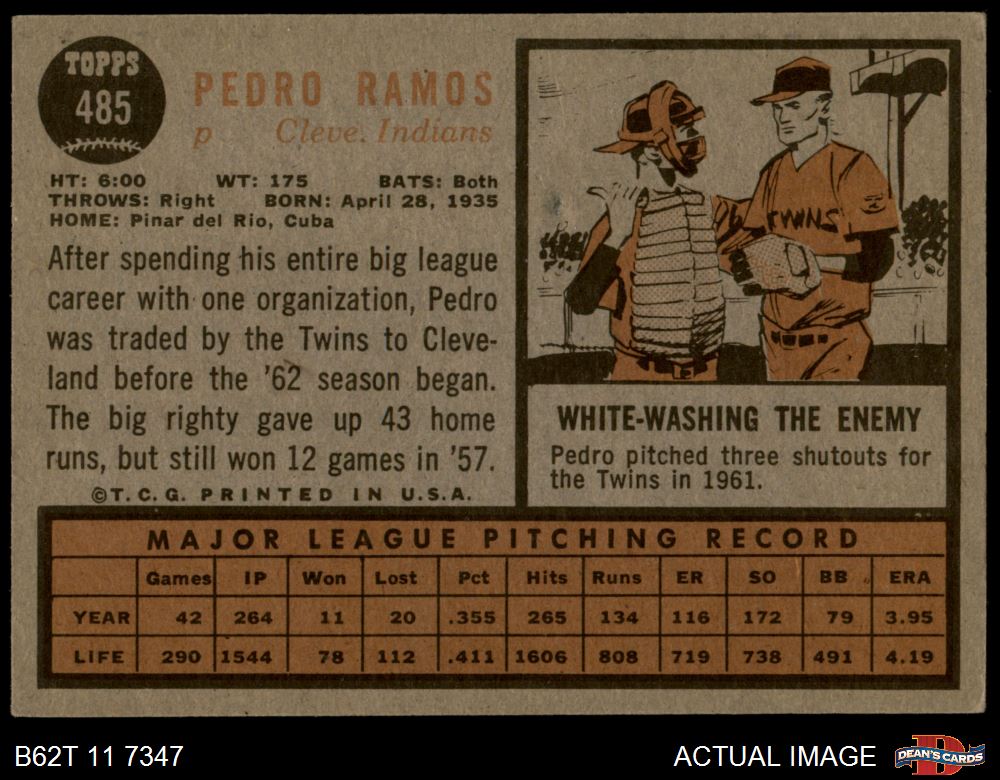 TOPPS
485
PEDRO RAMOS
p Cleve. Indians
HT: 6:00 WT: 175 BATS: Both
THROWS: Right BORN: April 28, 1935
HOME: Pinar del Rio, Cuba
After spending his entire big league
career with one organization, Pedro
was traded by the Twins to Cleve-
land before the '62 season began.
The big righty gave up 43 home
runs, but still won 12 games in '57.
©T.C.G. PRINTED IN U.S.A.
TWINS
WHITE-WASHING THE ENEMY
Pedro pitched three shutouts for
the Twins in 1961.
MAJOR LEAGUE PITCHING RECORD
Games IP Won Lost Pct Hits Runs ER SO BB ERA
YEAR 42 264 11 20 .355 265 134 116 172 79 3.95
LIFE 290 1544 78 112 .411 1606 808 719 738 491 4.19
B62T 11 7347
ACTUAL IMAGE
D
DEAN'S CARDS